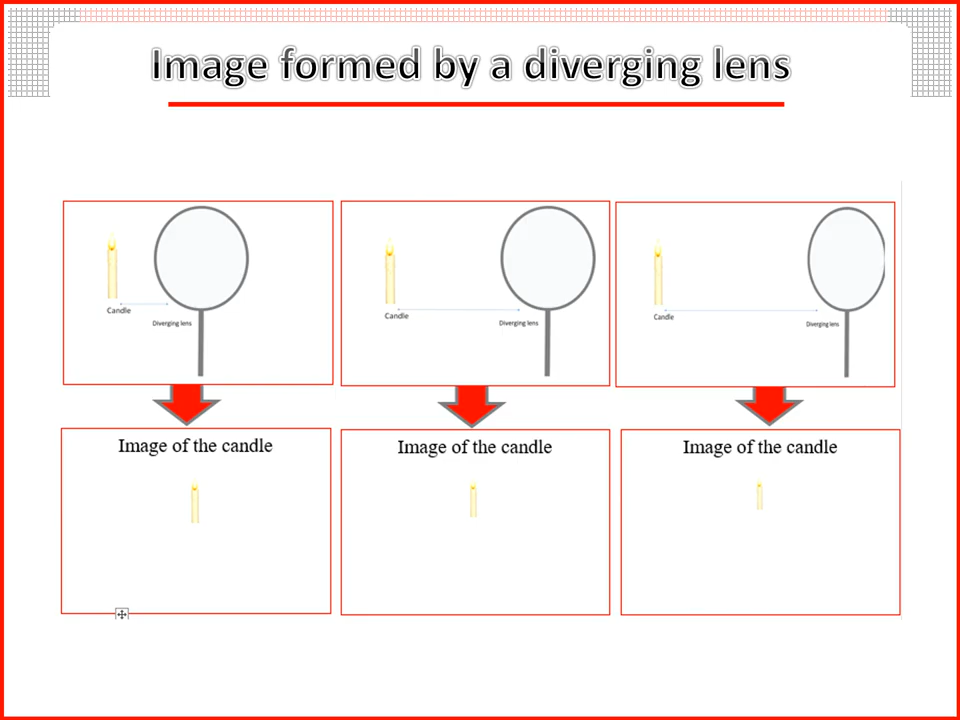 Image formed by a diverging lens
Candle
Diverging lens
Candle
Diverging lens
Candle
Diverging lens
Image of the candle
Image of the candle
Image of the candle